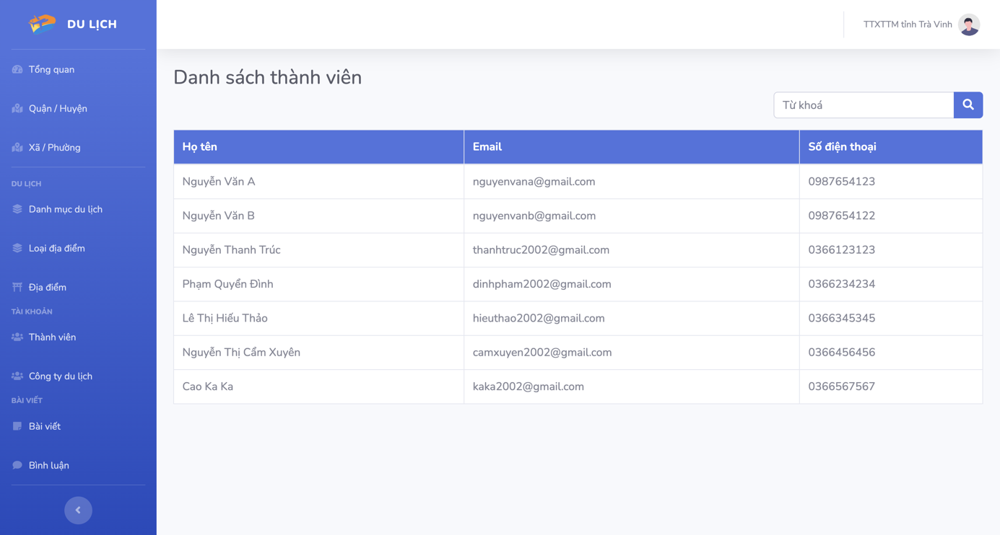 DU LỊCH
Tổng quan
Quận / Huyện
Xã / Phường
DU LỊCH
Danh mục du lịch
Loại địa điểm
Địa điểm
TÀI KHOẢN
Thành viên
Công ty du lịch
BÀI VIẾT
Bài viết
Bình luận
TTXTTM tỉnh Trà Vinh
Danh sách thành viên
Từ khoá
Họ tên Email Số điện thoại
Nguyễn Văn A nguyenvana@gmail.com 0987654123
Nguyễn Văn B nguyenvanb@gmail.com 0987654122
Nguyễn Thanh Trúc thanhtruc2002@gmail.com 0366123123
Phạm Quyển Đình dinhpham2002@gmail.com 0366234234
Lê Thị Hiếu Thảo hieuthao2002@gmail.com 0366345345
Nguyễn Thị Cẩm Xuyên camxuyen2002@gmail.com 0366456456
Cao Ka Ka kaka2002@gmail.com 0366567567